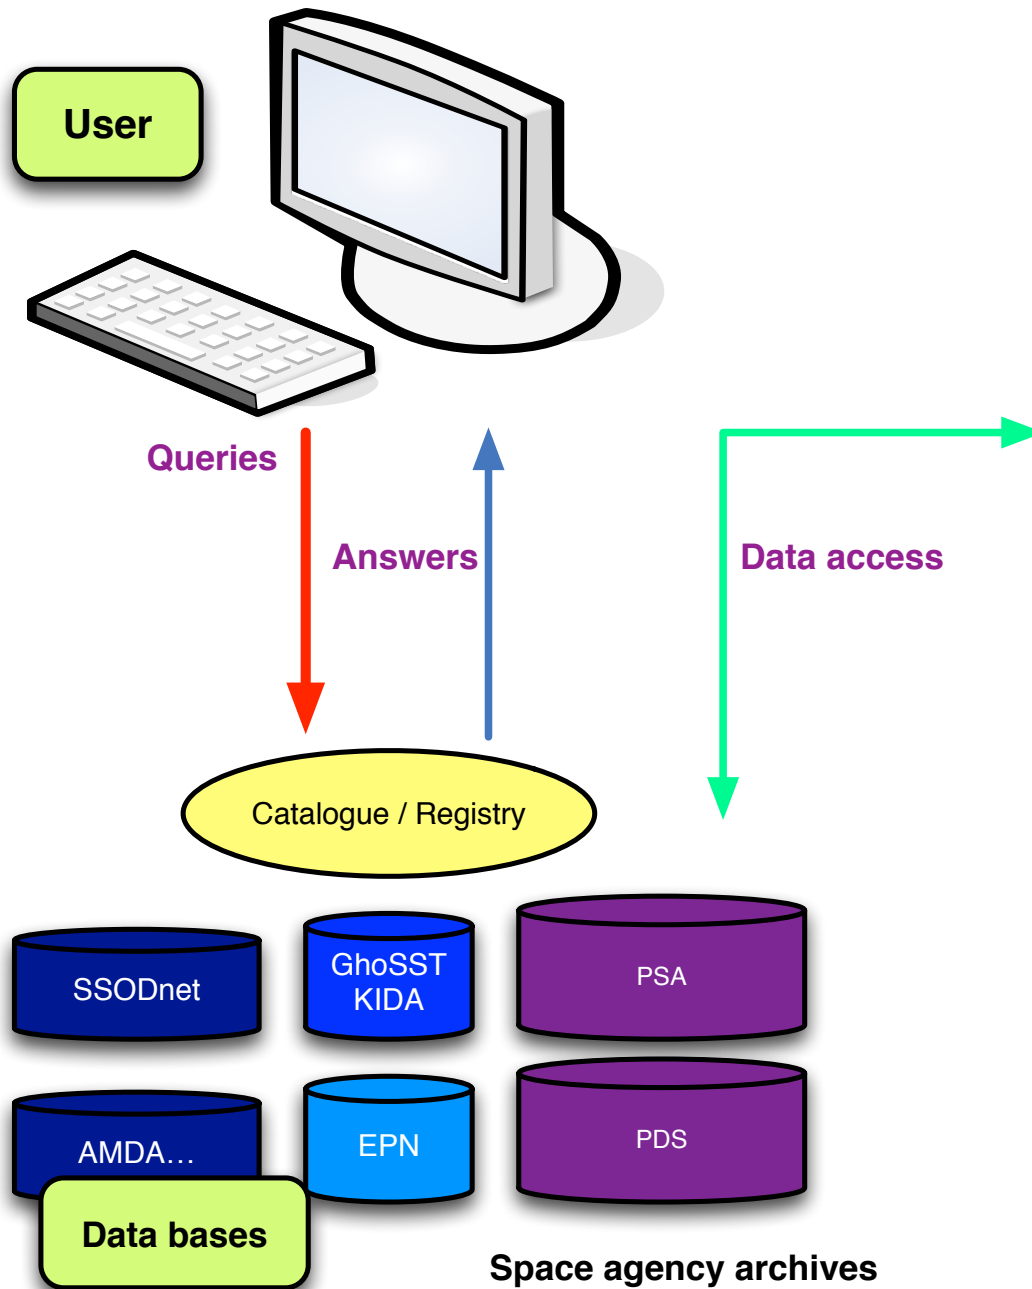 User
Queries
Answers
Data access
Catalogue / Registry
SSODnet
GhoSST
KIDA
PSA
AMDA…
EPN
PDS
Data bases
Space agency archives